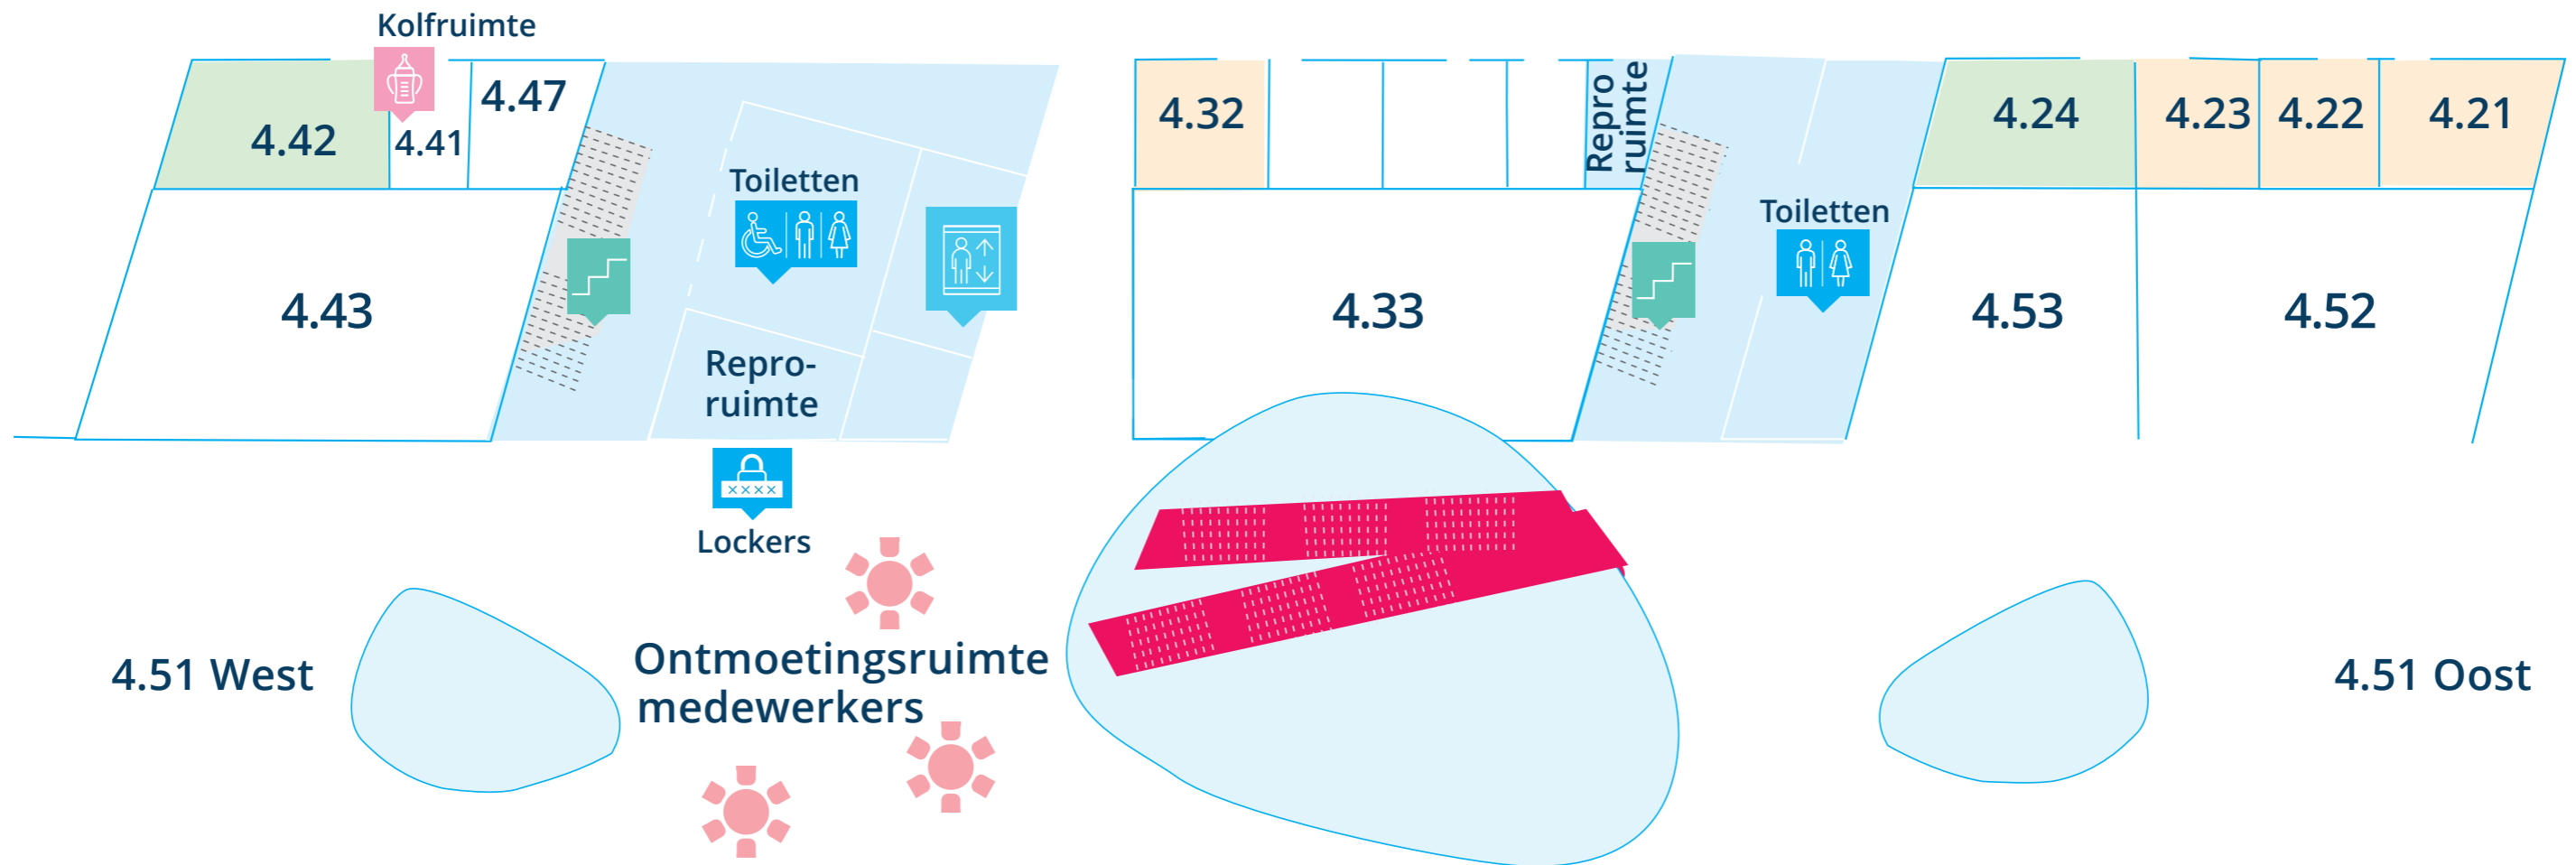 Kolfruimte
4.42
4.41
4.47
4.43
Toiletten
Repro-
ruimte
xxxx
Lockers
4.32
Repro
ruimte
4.33
Toiletten
4.24
4.23
4.22
4.21
4.53
4.52
4.51 West
Ontmoetingsruimte
medewerkers
4.51 Oost